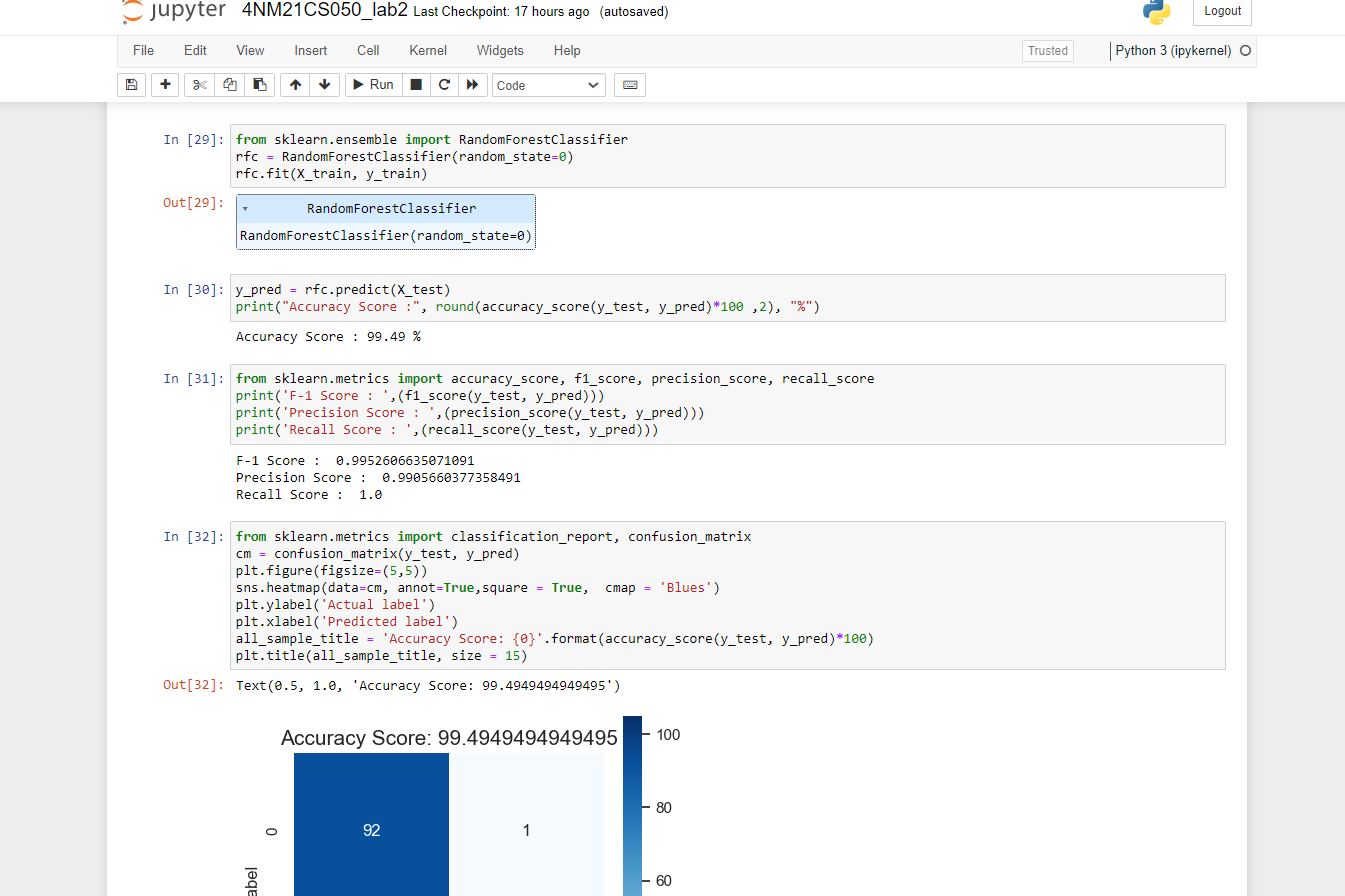 jupyter 4NM21CS050_lab2 Last Checkpoint: 17 hours ago (autosaved)
Logout
File Edit View Insert Cell Kernel Widgets Help
Trusted
Python 3 (ipykernel)
Run
Code
In [29]:
from sklearn.ensemble import RandomForestClassifier
rfc = RandomForestClassifier(random_state=0)
rfc.fit(X_train, y_train)
Out[29]:
RandomForestClassifier
RandomForestClassifier(random_state=0)
In [30]:
y_pred = rfc.predict(X_test)
print("Accuracy Score :", round(accuracy_score(y_test, y_pred)*100 ,2), "%")
Accuracy Score : 99.49 %
In [31]:
from sklearn.metrics import accuracy_score, f1_score, precision_score, recall_score
print('F-1 Score : ',(f1_score(y_test, y_pred)))
print('Precision Score : ',(precision_score(y_test, y_pred)))
print('Recall Score : ',(recall_score(y_test, y_pred)))
F-1 Score :  0.9952606635071091
Precision Score :  0.9905660377358491
Recall Score :  1.0
In [32]:
from sklearn.metrics import classification_report, confusion_matrix
cm = confusion_matrix(y_test, y_pred)
plt.figure(figsize=(5,5))
sns.heatmap(data=cm, annot=True,square = True,  cmap = 'Blues')
plt.ylabel('Actual label')
plt.xlabel('Predicted label')
all_sample_title = 'Accuracy Score: {0}'.format(accuracy_score(y_test, y_pred)*100)
plt.title(all_sample_title, size = 15)
Out[32]:
Text(0.5, 1.0, 'Accuracy Score: 99.4949494949495')
Accuracy Score: 99.4949494949495
100
80
60
0
92
1